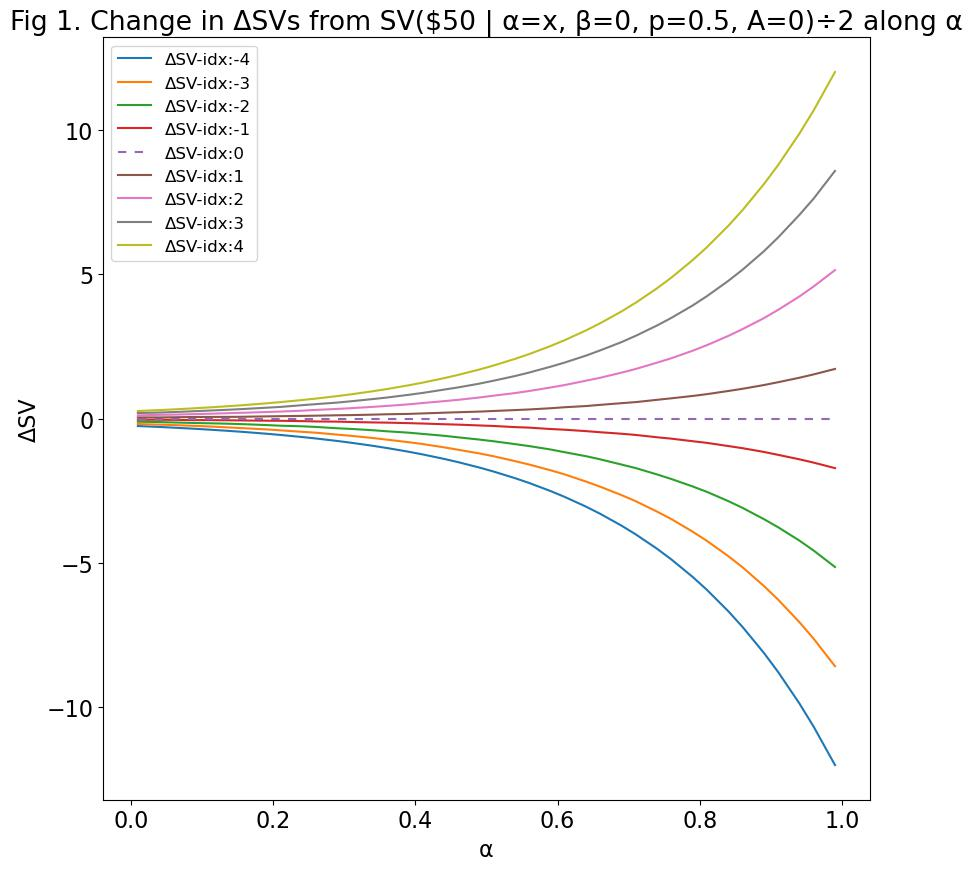 Fig 1. Change in ΔSVs from SV($50 | α=x, β=0, p=0.5, A=0)÷2 along α
ΔSV-idx:-4
ΔSV-idx:-3
ΔSV-idx:-2
ΔSV-idx:-1
ΔSV-idx:0
ΔSV-idx:1
ΔSV-idx:2
ΔSV-idx:3
ΔSV-idx:4
10
5
0
−5
−10
ΔSV
0.0 0.2 0.4 0.6 0.8 1.0
α